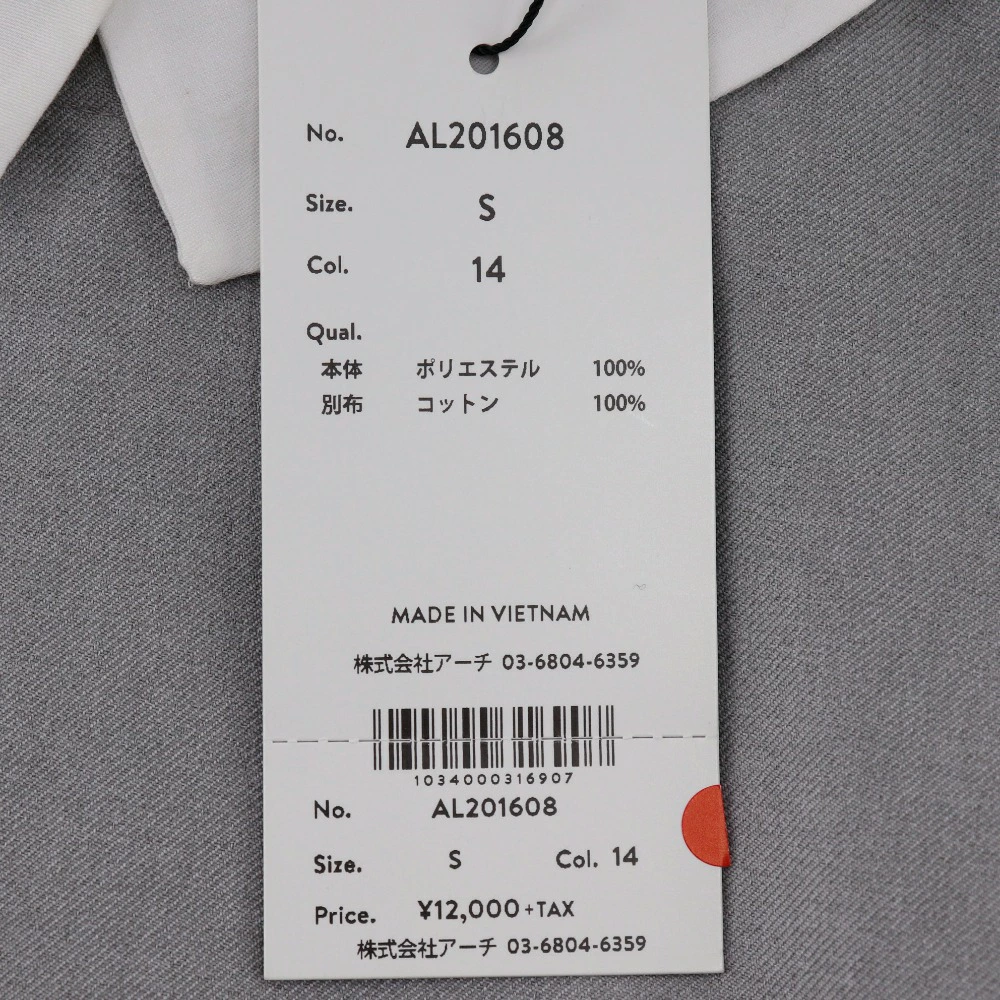 No. AL201608
Size. S
Col. 14
Qual.
本体 ポリエステル 100%
別布 コットン 100%
MADE IN VIETNAM
株式会社アーチ 03-6804-6359
1034000316907
No. AL201608
Size. S Col. 14
Price. ¥12,000+TAX
株式会社アーチ 03-6804-6359